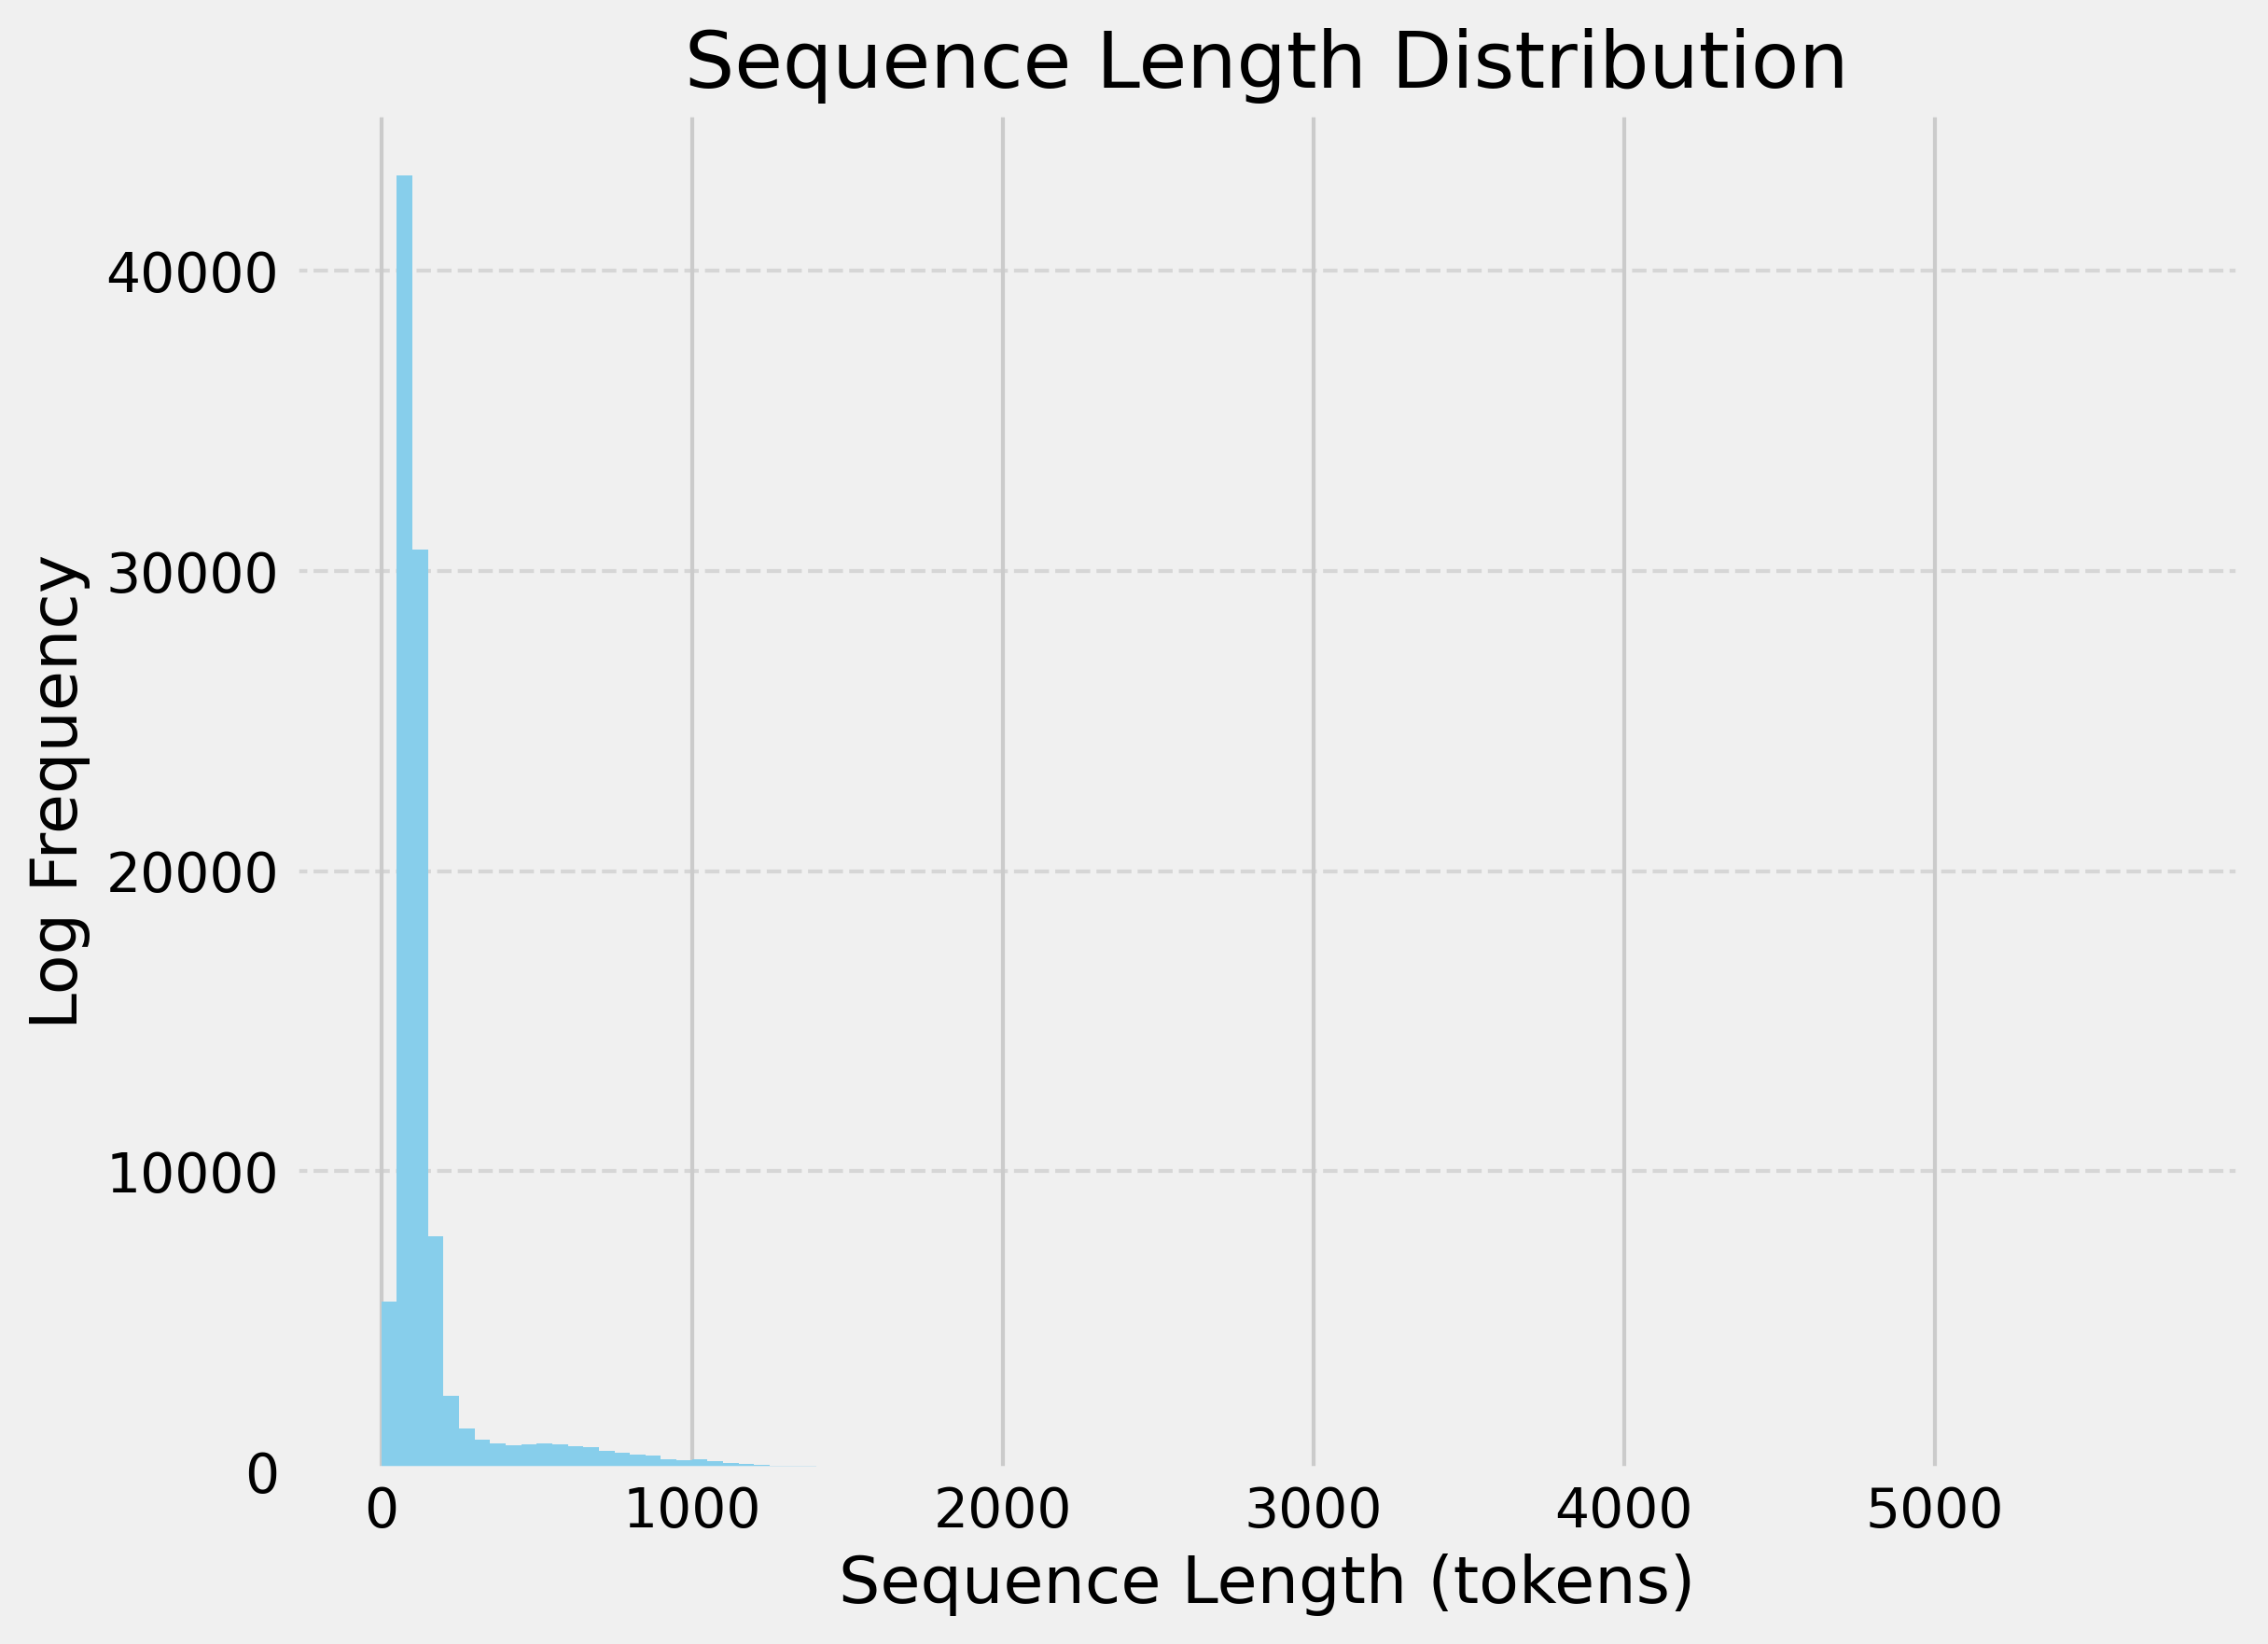 Sequence Length Distribution
Log Frequency
40000
30000
20000
10000
0
0 1000 2000 3000 4000 5000
Sequence Length (tokens)